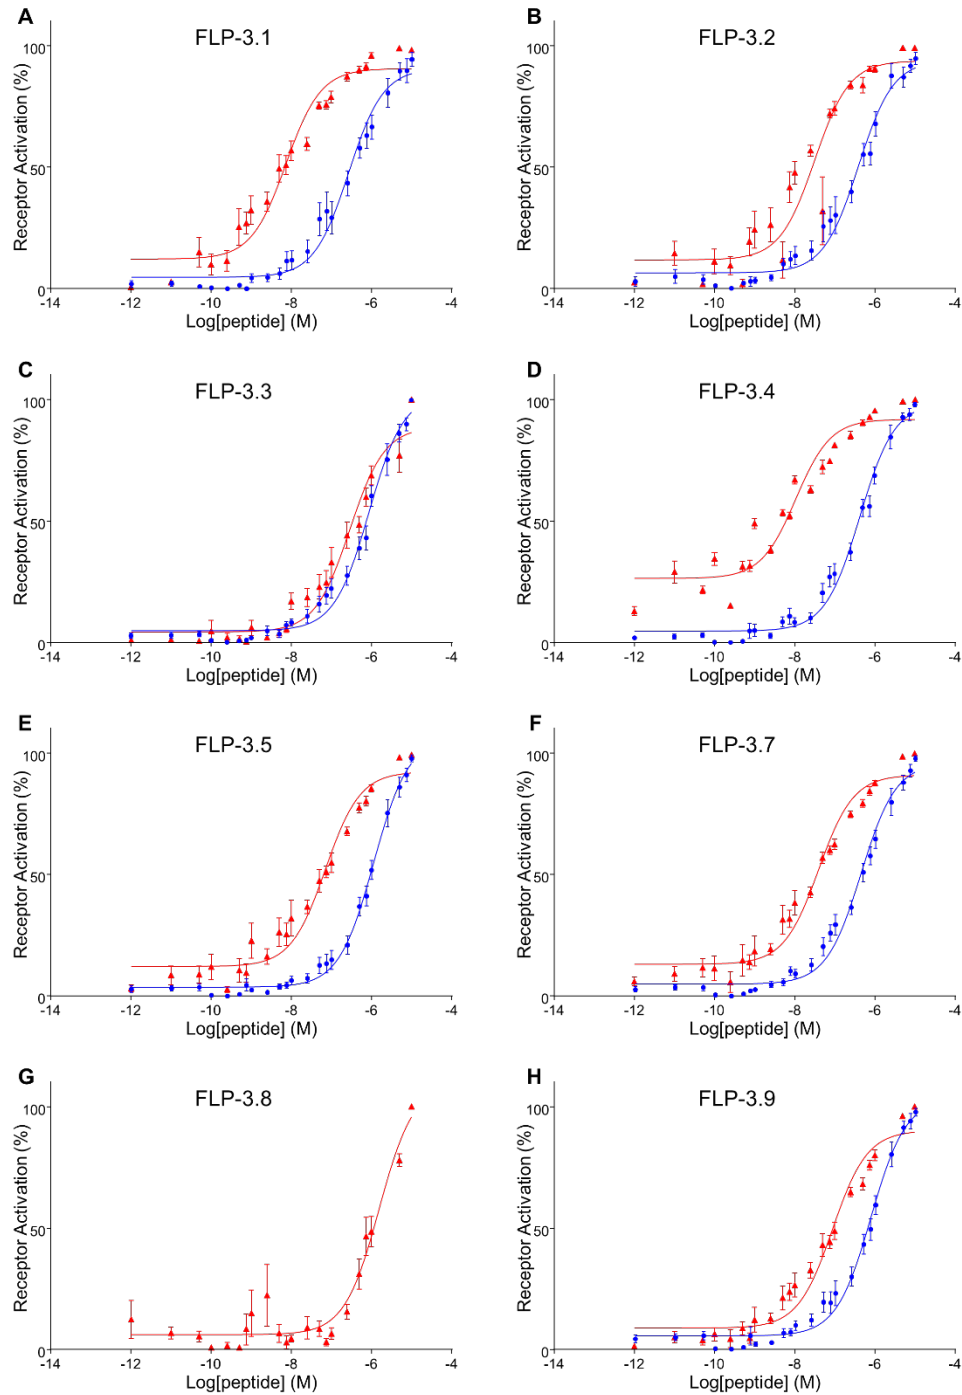 A
FLP-3.1
Receptor Activation (%)
100
50
0
-14
-12
-10
-8
-6
-4
Log[peptide] (M)
B
FLP-3.2
Receptor Activation (%)
100
50
0
-14
-12
-10
-8
-6
-4
Log[peptide] (M)
C
FLP-3.3
Receptor Activation (%)
100
50
0
-14
-12
-10
-8
-6
-4
Log[peptide] (M)
D
FLP-3.4
Receptor Activation (%)
100
50
0
-14
-12
-10
-8
-6
-4
Log[peptide] (M)
E
FLP-3.5
Receptor Activation (%)
100
50
0
-14
-12
-10
-8
-6
-4
Log[peptide] (M)
F
FLP-3.7
Receptor Activation (%)
100
50
0
-14
-12
-10
-8
-6
-4
Log[peptide] (M)
G
FLP-3.8
Receptor Activation (%)
100
50
0
-14
-12
-10
-8
-6
-4
Log[peptide] (M)
H
FLP-3.9
Receptor Activation (%)
100
50
0
-14
-12
-10
-8
-6
-4
Log[peptide] (M)